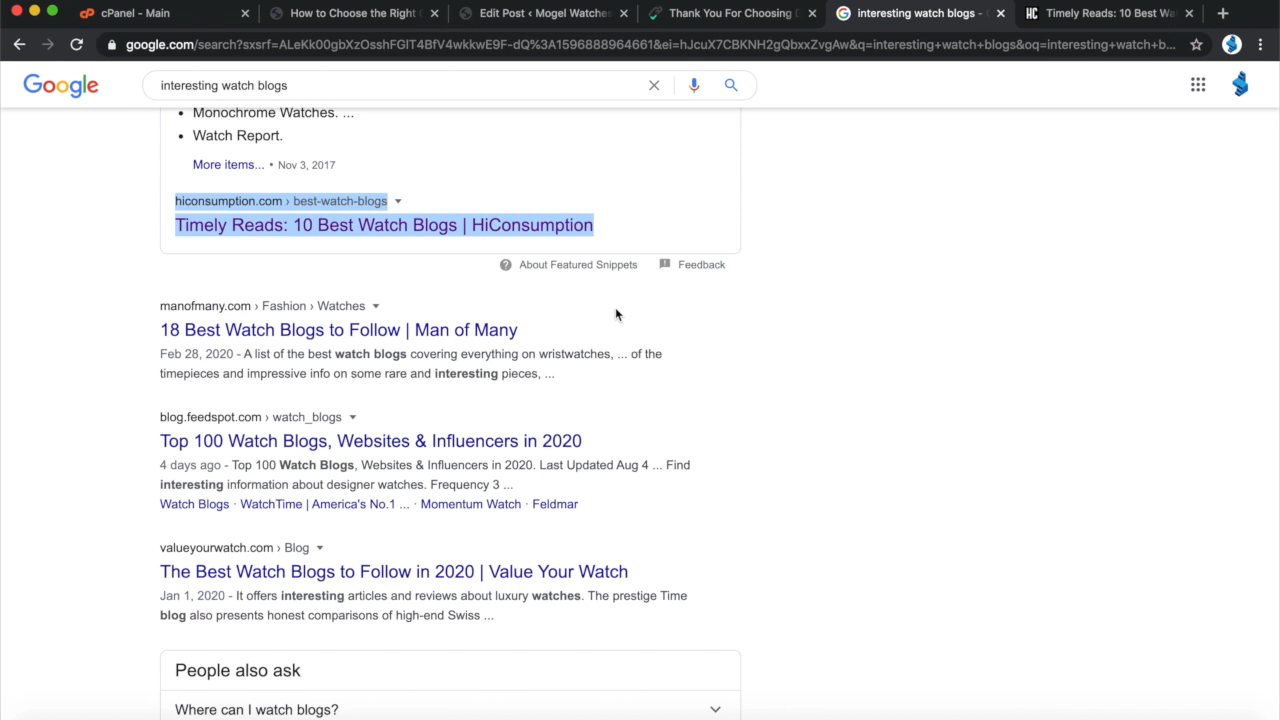 cPanel - Main
How to Choose the Right
Edit Post ‹ Mogel Watches
Thank You For Choosing
interesting watch blogs -
HC
Timely Reads: 10 Best Wa
google.com/search?sxsrf=ALeKk00gbXzOsshFGlT4BfV4wkkwE9F-dQ%3A1596888964661&ei=hJcuX7CBKNH2gQbxxZvgAw&q=interesting+watch+blogs&oq=interesting+watch+b...
Google
interesting watch blogs
• Monochrome Watches. ...
• Watch Report.
More items... • Nov 3, 2017
hiconsumption.com › best-watch-blogs
Timely Reads: 10 Best Watch Blogs | HiConsumption
About Featured Snippets
Feedback
manofmany.com › Fashion › Watches
18 Best Watch Blogs to Follow | Man of Many
Feb 28, 2020 - A list of the best watch blogs covering everything on wristwatches, ... of the
timepieces and impressive info on some rare and interesting pieces, ...
blog.feedspot.com › watch_blogs
Top 100 Watch Blogs, Websites & Influencers in 2020
4 days ago - Top 100 Watch Blogs, Websites & Influencers in 2020. Last Updated Aug 4 ... Find
interesting information about designer watches. Frequency 3 ...
Watch Blogs · WatchTime | America's No.1 ... · Momentum Watch · Feldmar
valueyourwatch.com › Blog
The Best Watch Blogs to Follow in 2020 | Value Your Watch
Jan 1, 2020 - It offers interesting articles and reviews about luxury watches. The prestige Time
blog also presents honest comparisons of high-end Swiss ...
People also ask
Where can I watch blogs?